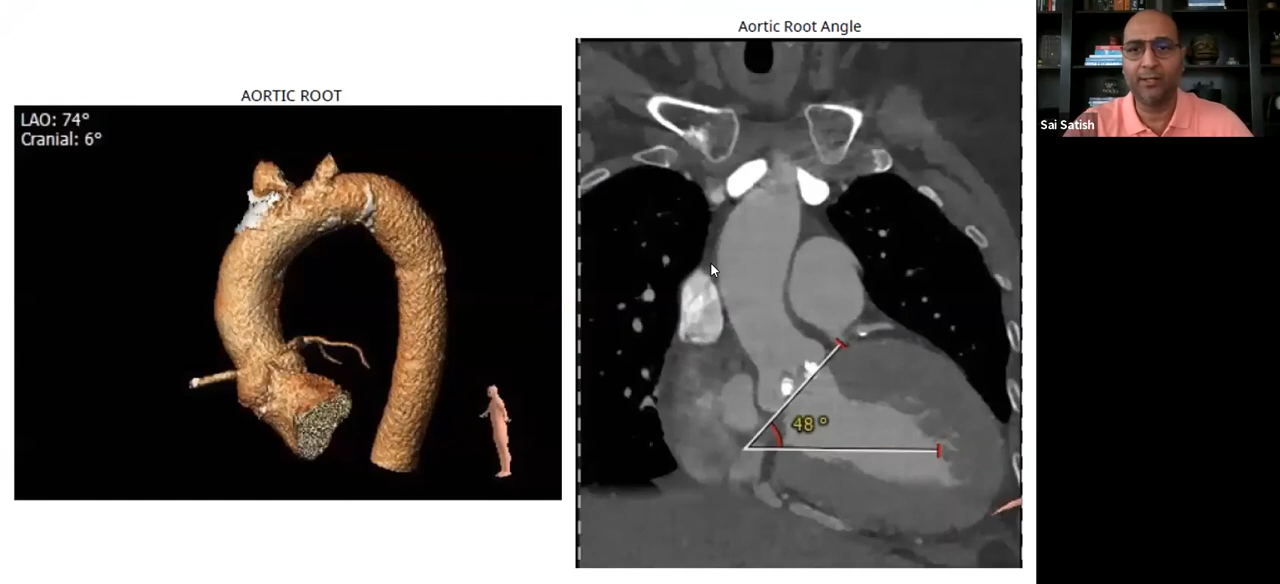 AORTIC ROOT
LAO: 74°
Cranial: 6°
Aortic Root Angle
48 °
Sai Satish